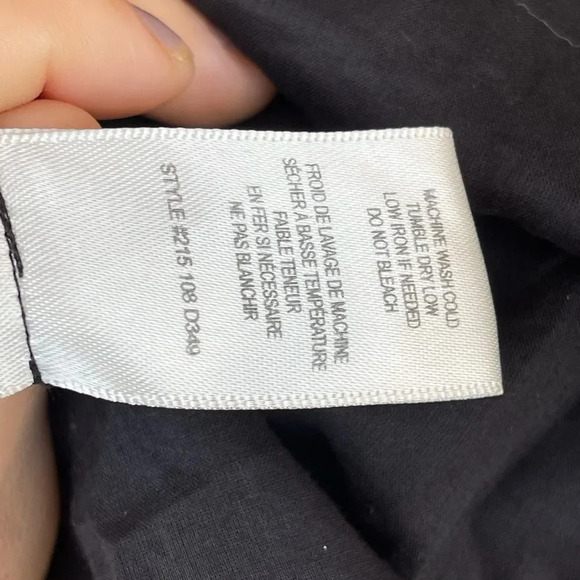 MACHINE WASH COLD
TUMBLE DRY LOW
LOW IRON IF NEEDED
DO NOT BLEACH
FROID DE LAVAGE DE MACHINE
SÉCHER À BASSE TEMPÉRATURE
FAIBLE TENEUR
EN FER SI NÉCESSAIRE
NE PAS BLANCHIR
STYLE #215 108 D349